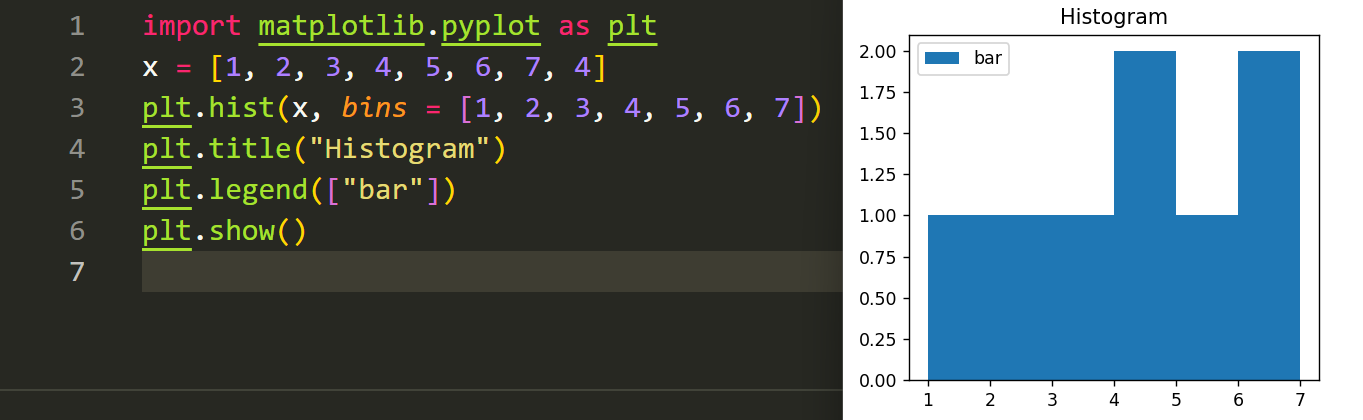 1 import matplotlib.pyplot as plt
2 x = [1, 2, 3, 4, 5, 6, 7, 4]
3 plt.hist(x, bins = [1, 2, 3, 4, 5, 6, 7])
4 plt.title("Histogram")
5 plt.legend(["bar"])
6 plt.show()
7
Histogram
bar
2.00
1.75
1.50
1.25
1.00
0.75
0.50
0.25
0.00
1 2 3 4 5 6 7